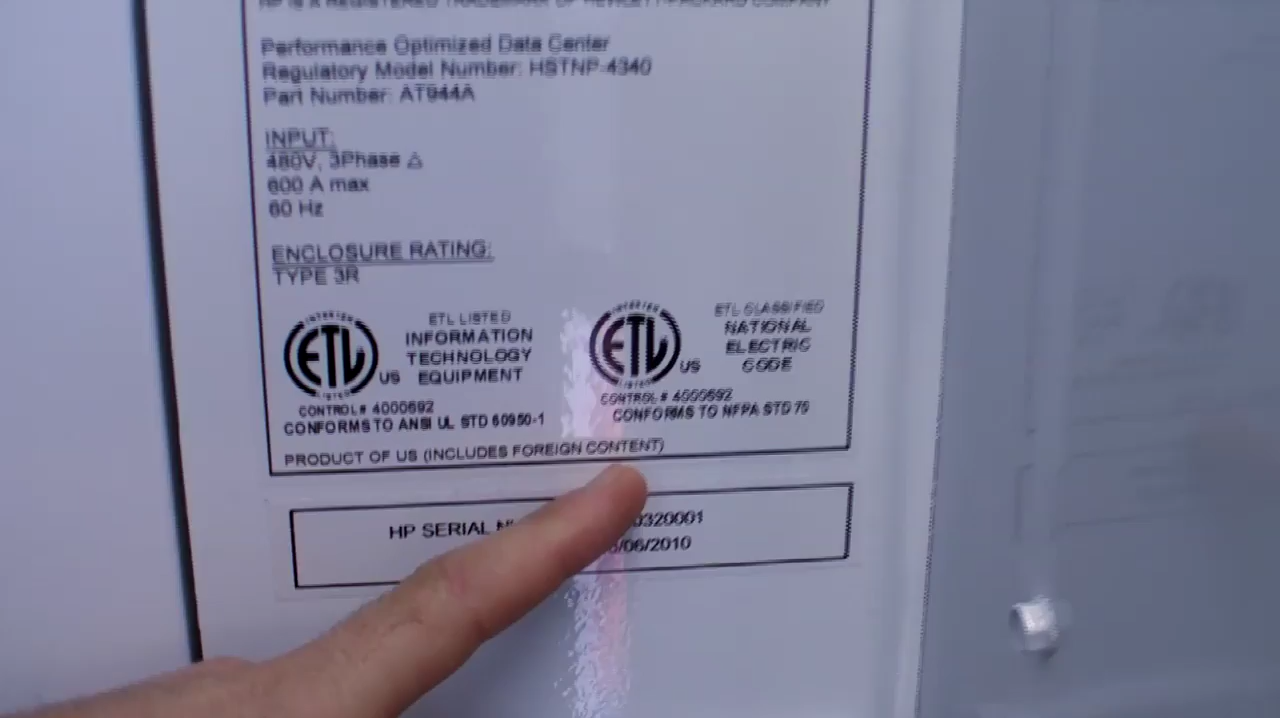 HP IS A REGISTERED TRADEMARK OF HEWLETT-PACKARD COMPANY
Performance Optimized Data Center
Regulatory Model Number: HSTNP-4340
Part Number: AT944A
INPUT:
480V, 3Phase Δ
600 A max
60 Hz
ENCLOSURE RATING:
TYPE 3R
INTERTEK
ETL
US
LISTED
ETL LISTED
INFORMATION
TECHNOLOGY
EQUIPMENT
CONTROL # 4000692
CONFORMS TO ANSI UL STD 60950-1
INTERTEK
ETL
US
LISTED
ETL CLASSIFIED
NATIONAL
ELECTRIC
CODE
CONTROL # 4000692
CONFORMS TO NFPA STD 70
PRODUCT OF US (INCLUDES FOREIGN CONTENT)
HP SERIAL 0320001
/06/2010